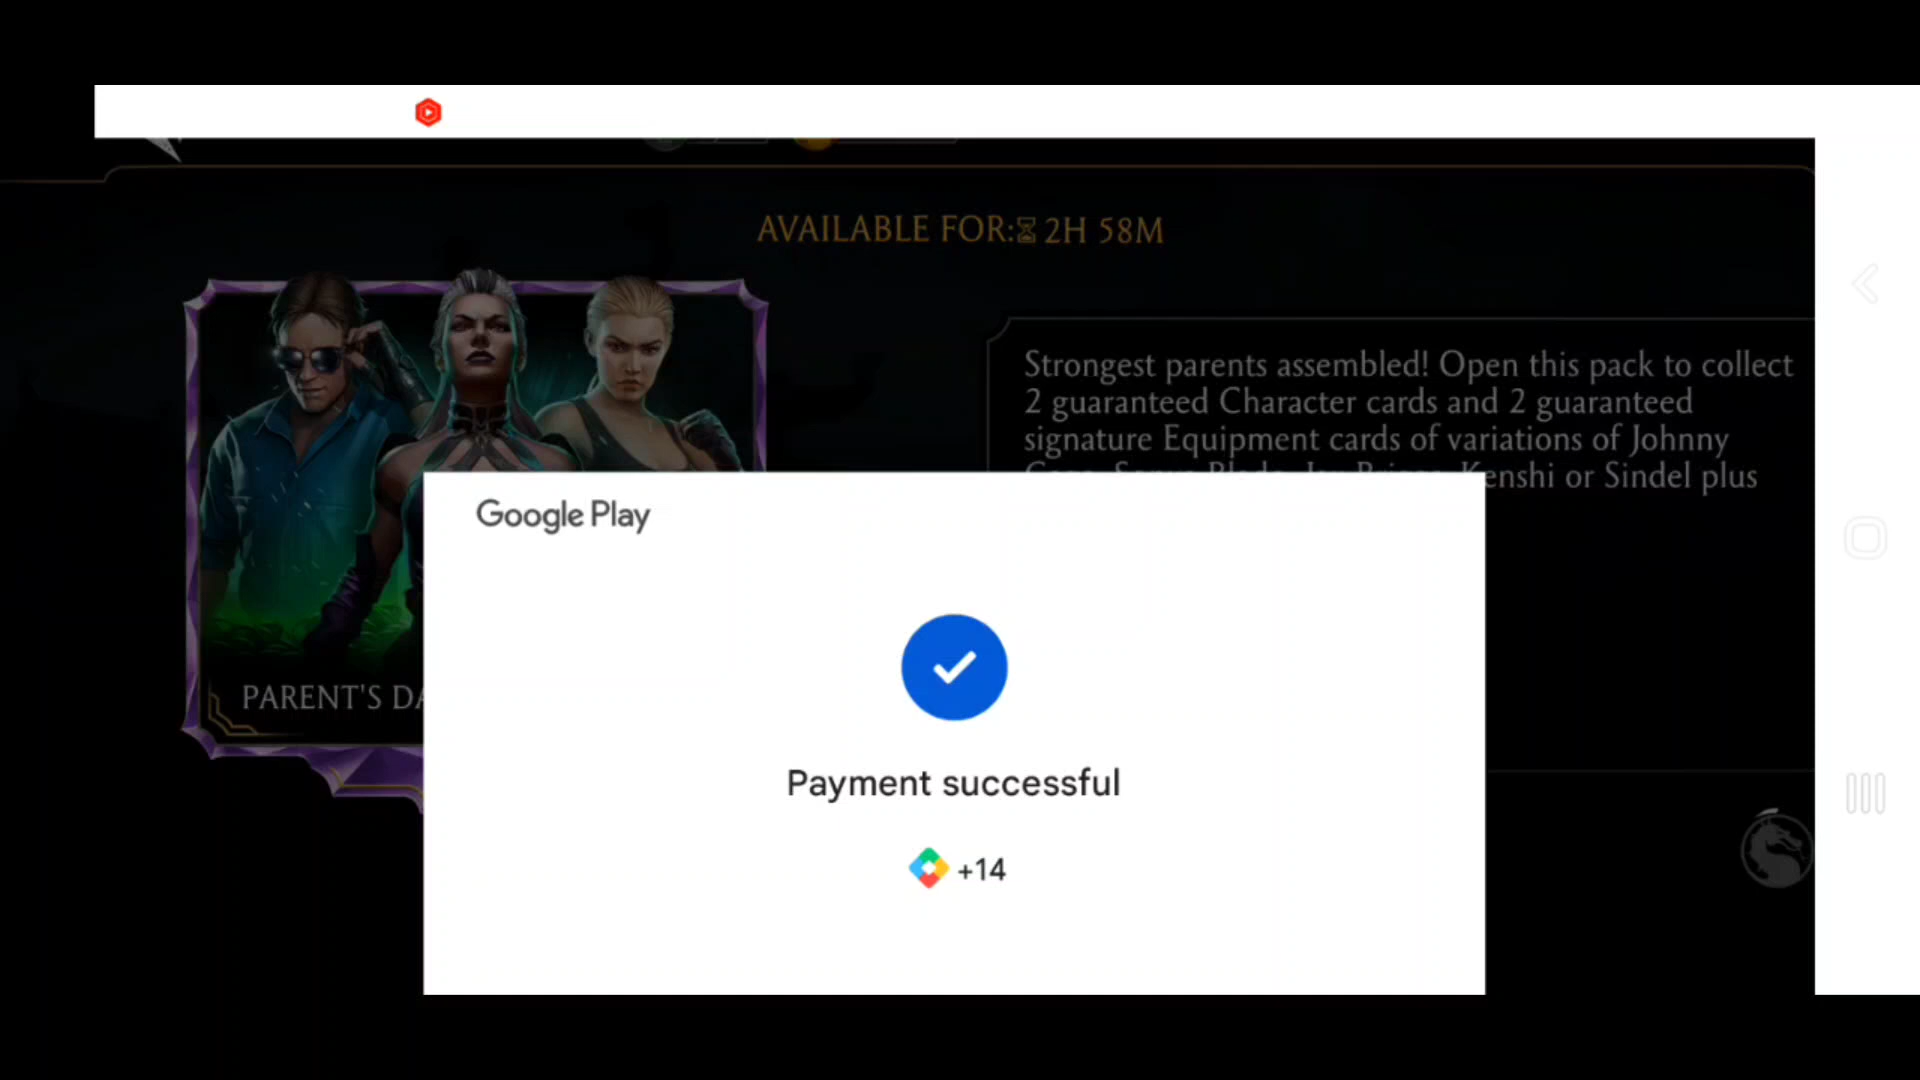 AVAILABLE FOR: 2H 58M
Strongest parents assembled! Open this pack to collect
2 guaranteed Character cards and 2 guaranteed
signature Equipment cards of variations of Johnny
Kenshi or Sindel plus
PARENT'S
Google Play
Payment successful
+14